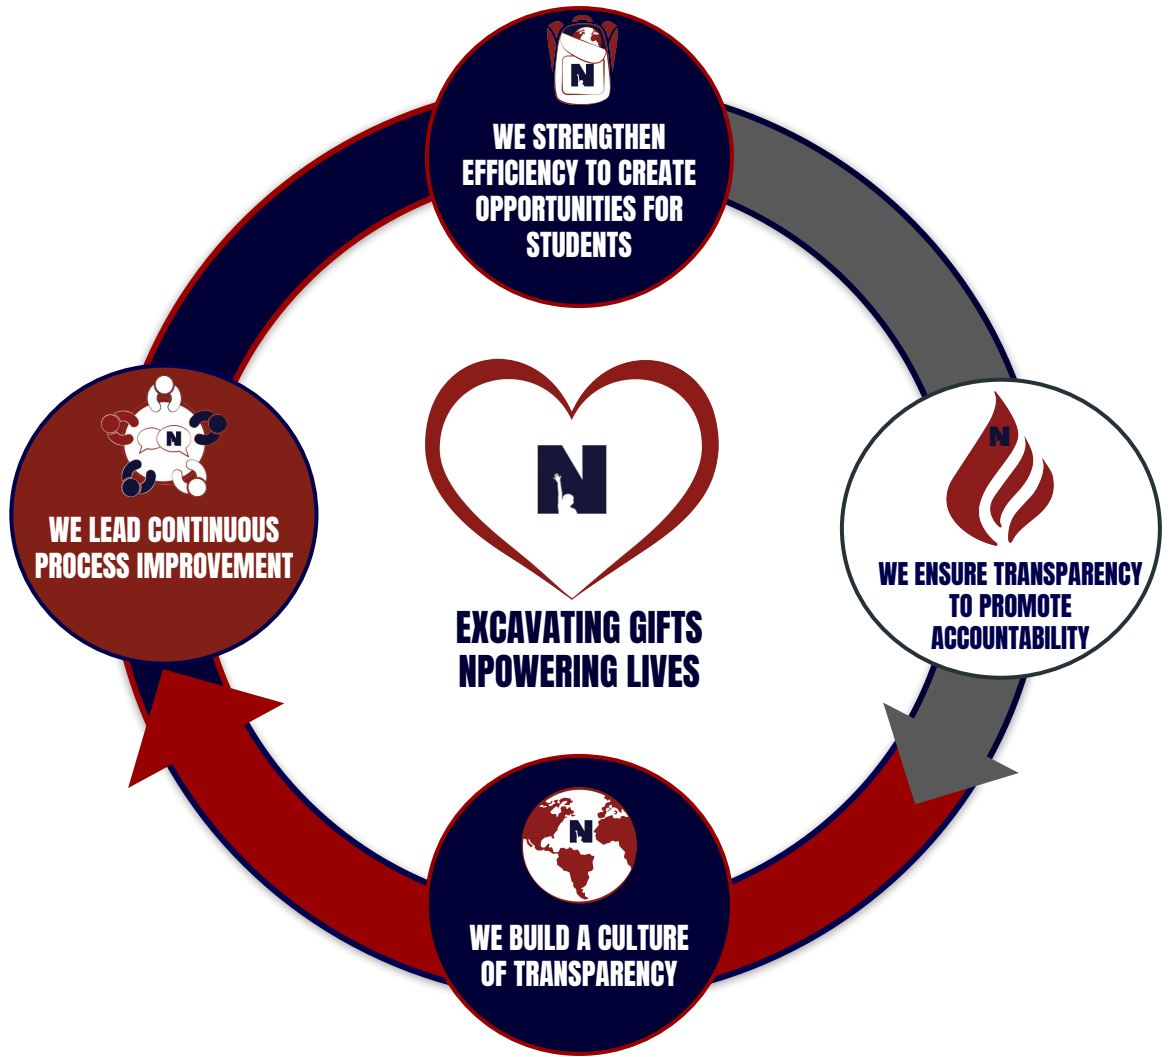 N
WE STRENGTHEN
EFFICIENCY TO CREATE
OPPORTUNITIES FOR
STUDENTS
N
WE ENSURE TRANSPARENCY
TO PROMOTE
ACCOUNTABILITY
N
WE BUILD A CULTURE
OF TRANSPARENCY
N
WE LEAD CONTINUOUS
PROCESS IMPROVEMENT
N
EXCAVATING GIFTS
NPOWERING LIVES